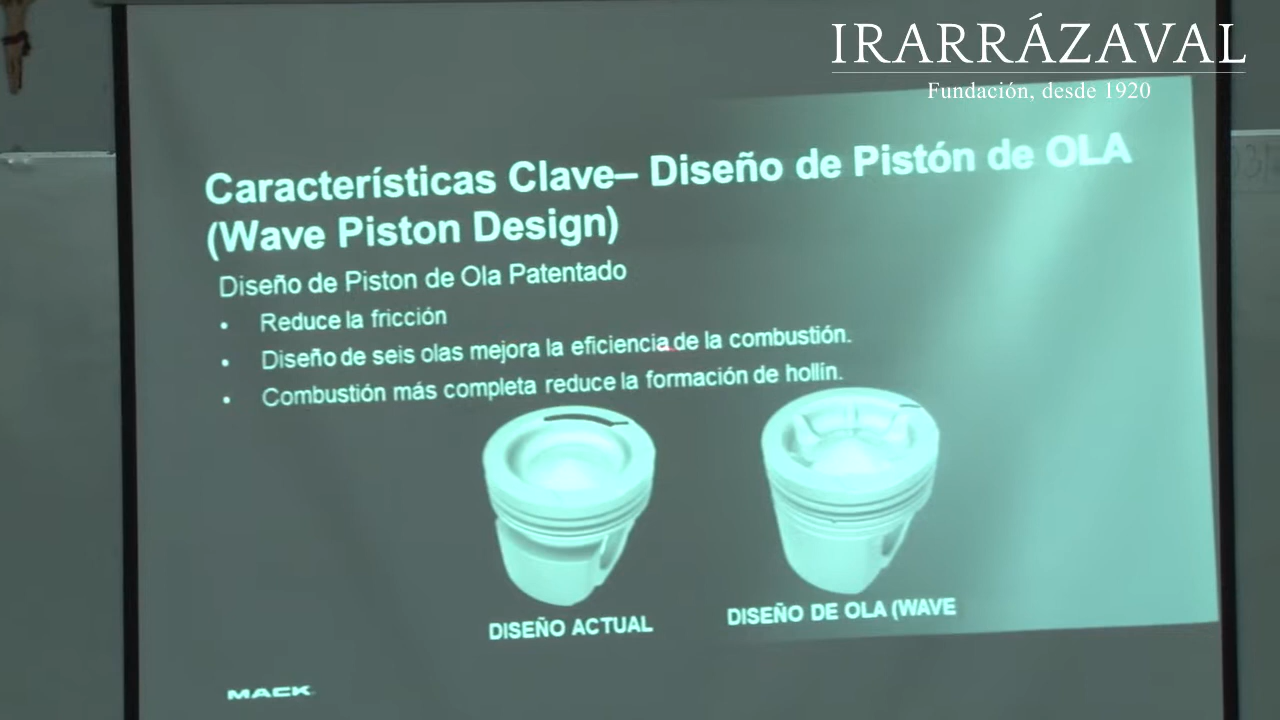 IRARRÁZAVAL
Fundación, desde 1920
Características Clave– Diseño de Pistón de OLA
(Wave Piston Design)
Diseño de Piston de Ola Patentado
• Reduce la fricción
• Diseño de seis olas mejora la eficiencia de la combustión.
• Combustión más completa reduce la formación de hollín.
DISEÑO ACTUAL
DISEÑO DE OLA (WAVE
MACK